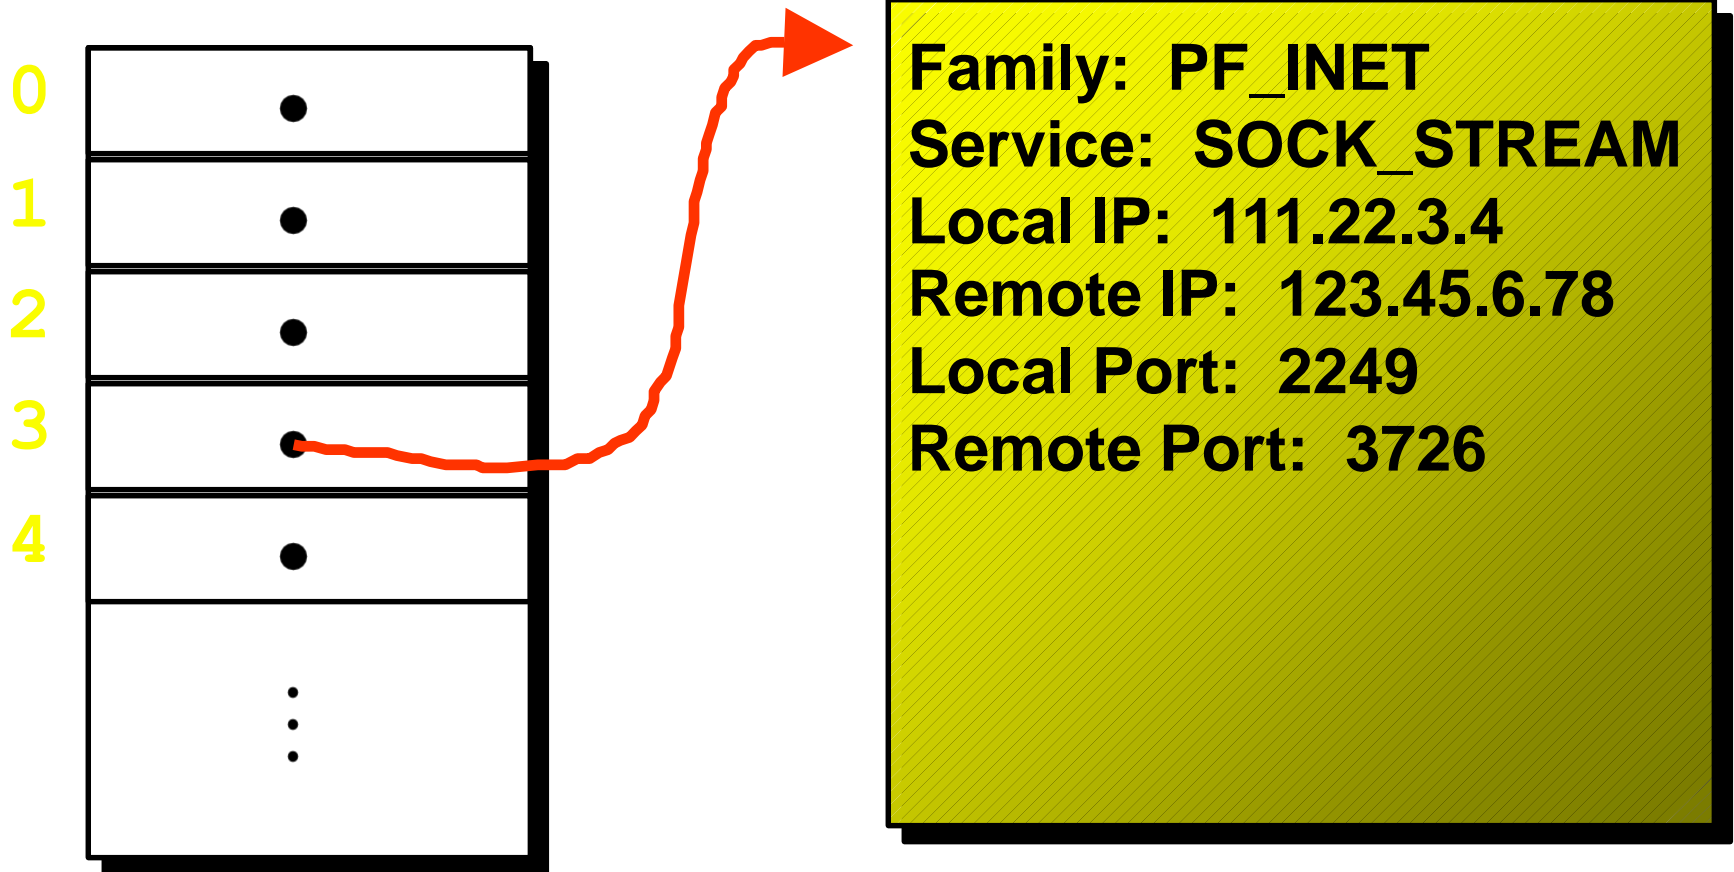 0
1
2
3
4
Family: PF_INET
Service: SOCK_STREAM
Local IP: 111.22.3.4
Remote IP: 123.45.6.78
Local Port: 2249
Remote Port: 3726